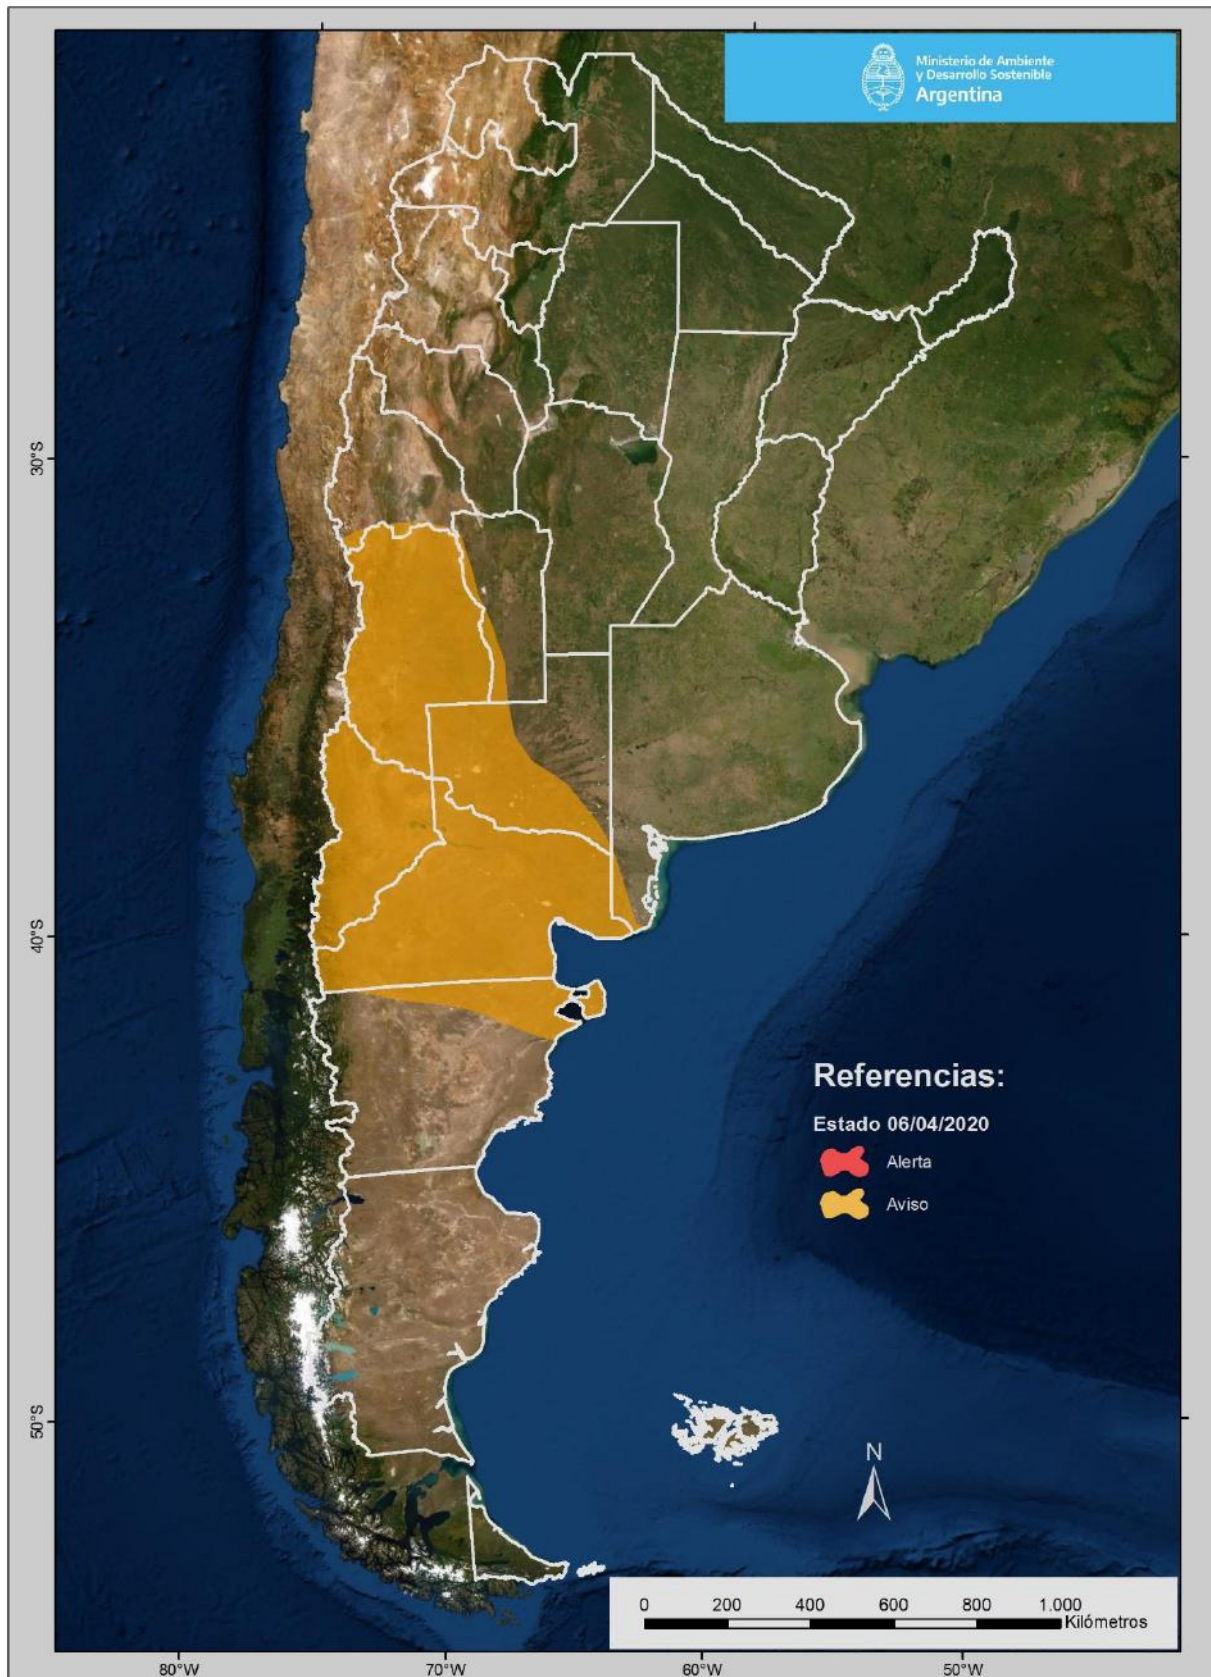 Ministerio de Ambiente
y Desarrollo Sostenible
Argentina
30°S
40°S
50°S
Referencias:
Estado 06/04/2020
Alerta
Aviso
N
0 200 400 600 800 1.000
Kilómetros
80°W 70°W 60°W 50°W